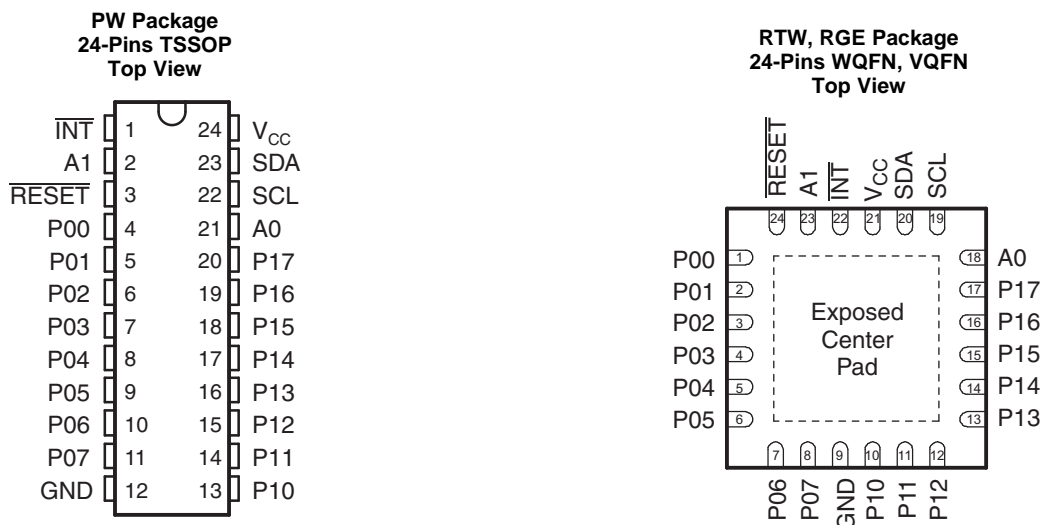 PW Package
24-Pins TSSOP
Top View
INT 1 24 VCC
A1 2 23 SDA
RESET 3 22 SCL
P00 4 21 A0
P01 5 20 P17
P02 6 19 P16
P03 7 18 P15
P04 8 17 P14
P05 9 16 P13
P06 10 15 P12
P07 11 14 P11
GND 12 13 P10
RTW, RGE Package
24-Pins WQFN, VQFN
Top View
RESET A1 INT VCC SDA SCL
24 23 22 21 20 19
P00 1 18 A0
P01 2 17 P17
P02 3 16 P16
P03 4 15 P15
P04 5 14 P14
P05 6 13 P13
Exposed
Center
Pad
7 8 9 10 11 12
P06 P07 GND P10 P11 P12